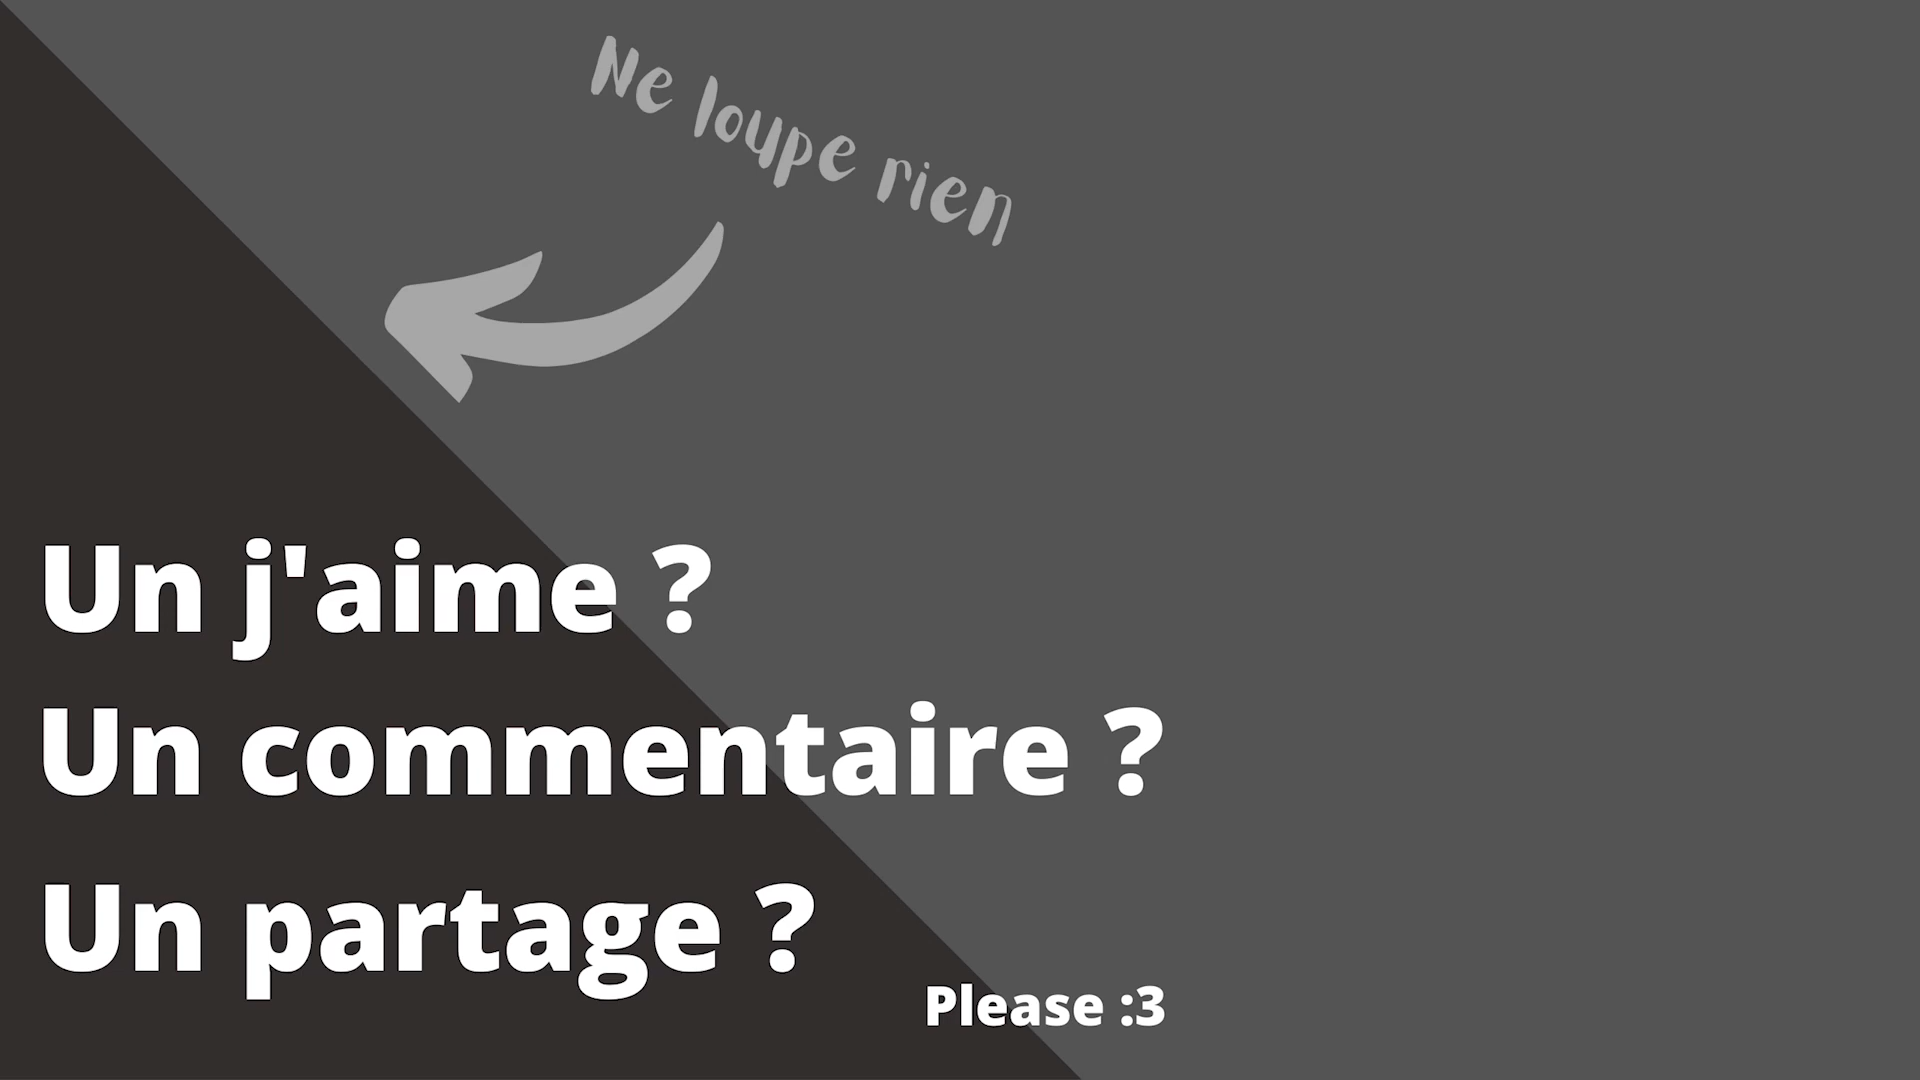 Ne loupe rien
Un j'aime ?
Un commentaire ?
Un partage ?
Please :3